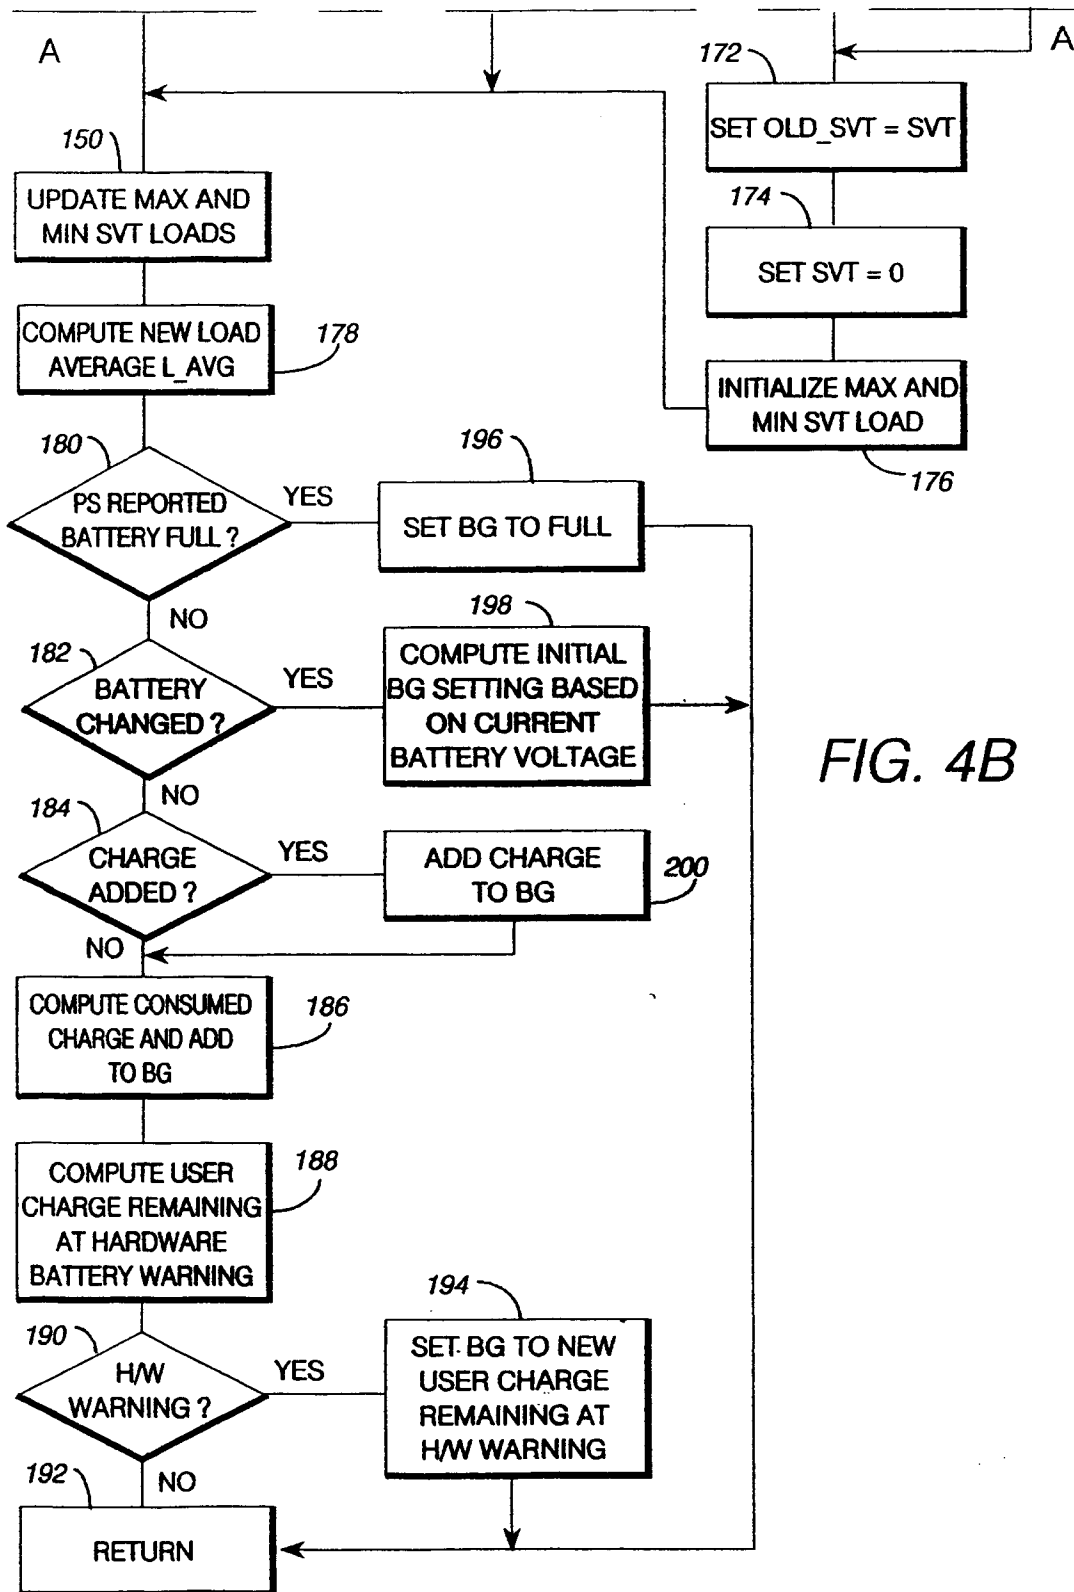 A
A
172
SET OLD_SVT = SVT
150
UPDATE MAX AND
MIN SVT LOADS
174
SET SVT = 0
COMPUTE NEW LOAD
AVERAGE L_AVG
178
INITIALIZE MAX AND
MIN SVT LOAD
176
180
PS REPORTED
BATTERY FULL ?
YES
196
SET BG TO FULL
NO
182
BATTERY
CHANGED ?
YES
198
COMPUTE INITIAL
BG SETTING BASED
ON CURRENT
BATTERY VOLTAGE
FIG. 4B
NO
184
CHARGE
ADDED ?
YES
ADD CHARGE
TO BG
200
NO
COMPUTE CONSUMED
CHARGE AND ADD
TO BG
186
COMPUTE USER
CHARGE REMAINING
AT HARDWARE
BATTERY WARNING
188
190
H/W
WARNING ?
YES
194
SET BG TO NEW
USER CHARGE
REMAINING AT
H/W WARNING
NO
192
RETURN